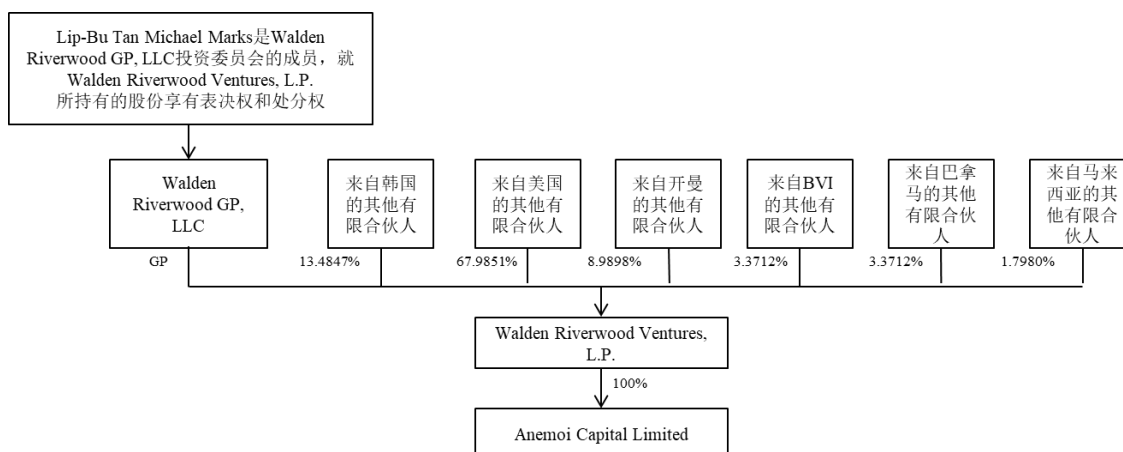 Lip-Bu Tan Michael Marks是Walden
Riverwood GP, LLC投资委员会的成员，就
Walden Riverwood Ventures, L.P.
所持有的股份享有表决权和处分权
Walden
Riverwood GP,
LLC
来自韩国
的其他有
限合伙人
来自美国
的其他有
限合伙人
来自开曼
的其他有
限合伙人
来自BVI
的其他有
限合伙人
来自巴拿
马的其他
有限合伙
人
来自马来
西亚的其
他有限合
伙人
GP
13.4847%
67.9851%
8.9898%
3.3712%
3.3712%
1.7980%
Walden Riverwood Ventures,
L.P.
100%
Anemoi Capital Limited